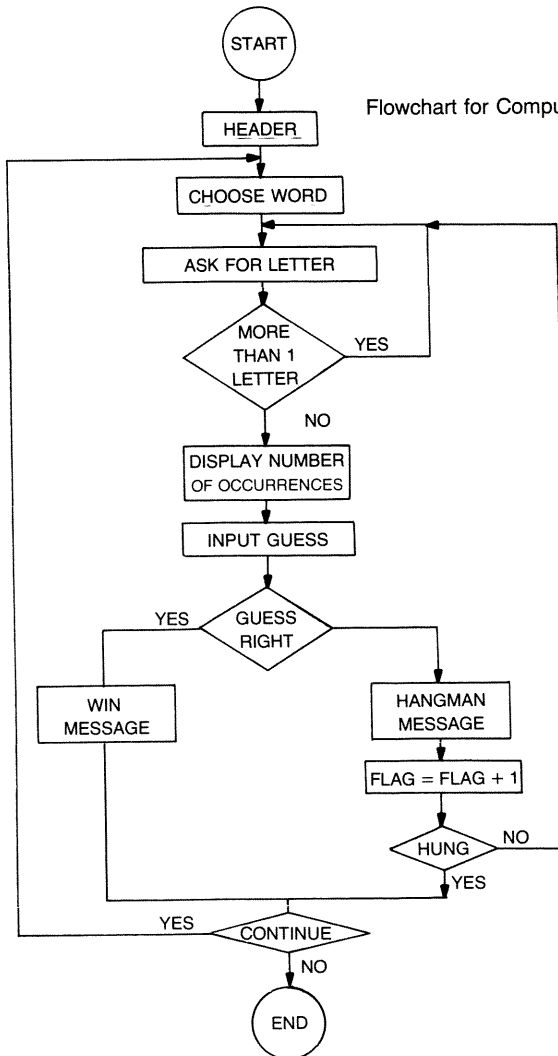 START
Flowchart for Compu
HEADER
CHOOSE WORD
ASK FOR LETTER
MORE
THAN 1
LETTER
YES
NO
DISPLAY NUMBER
OF OCCURRENCES
INPUT GUESS
YES
GUESS
RIGHT
WIN
MESSAGE
HANGMAN
MESSAGE
FLAG = FLAG + 1
HUNG
NO
YES
YES
CONTINUE
NO
END